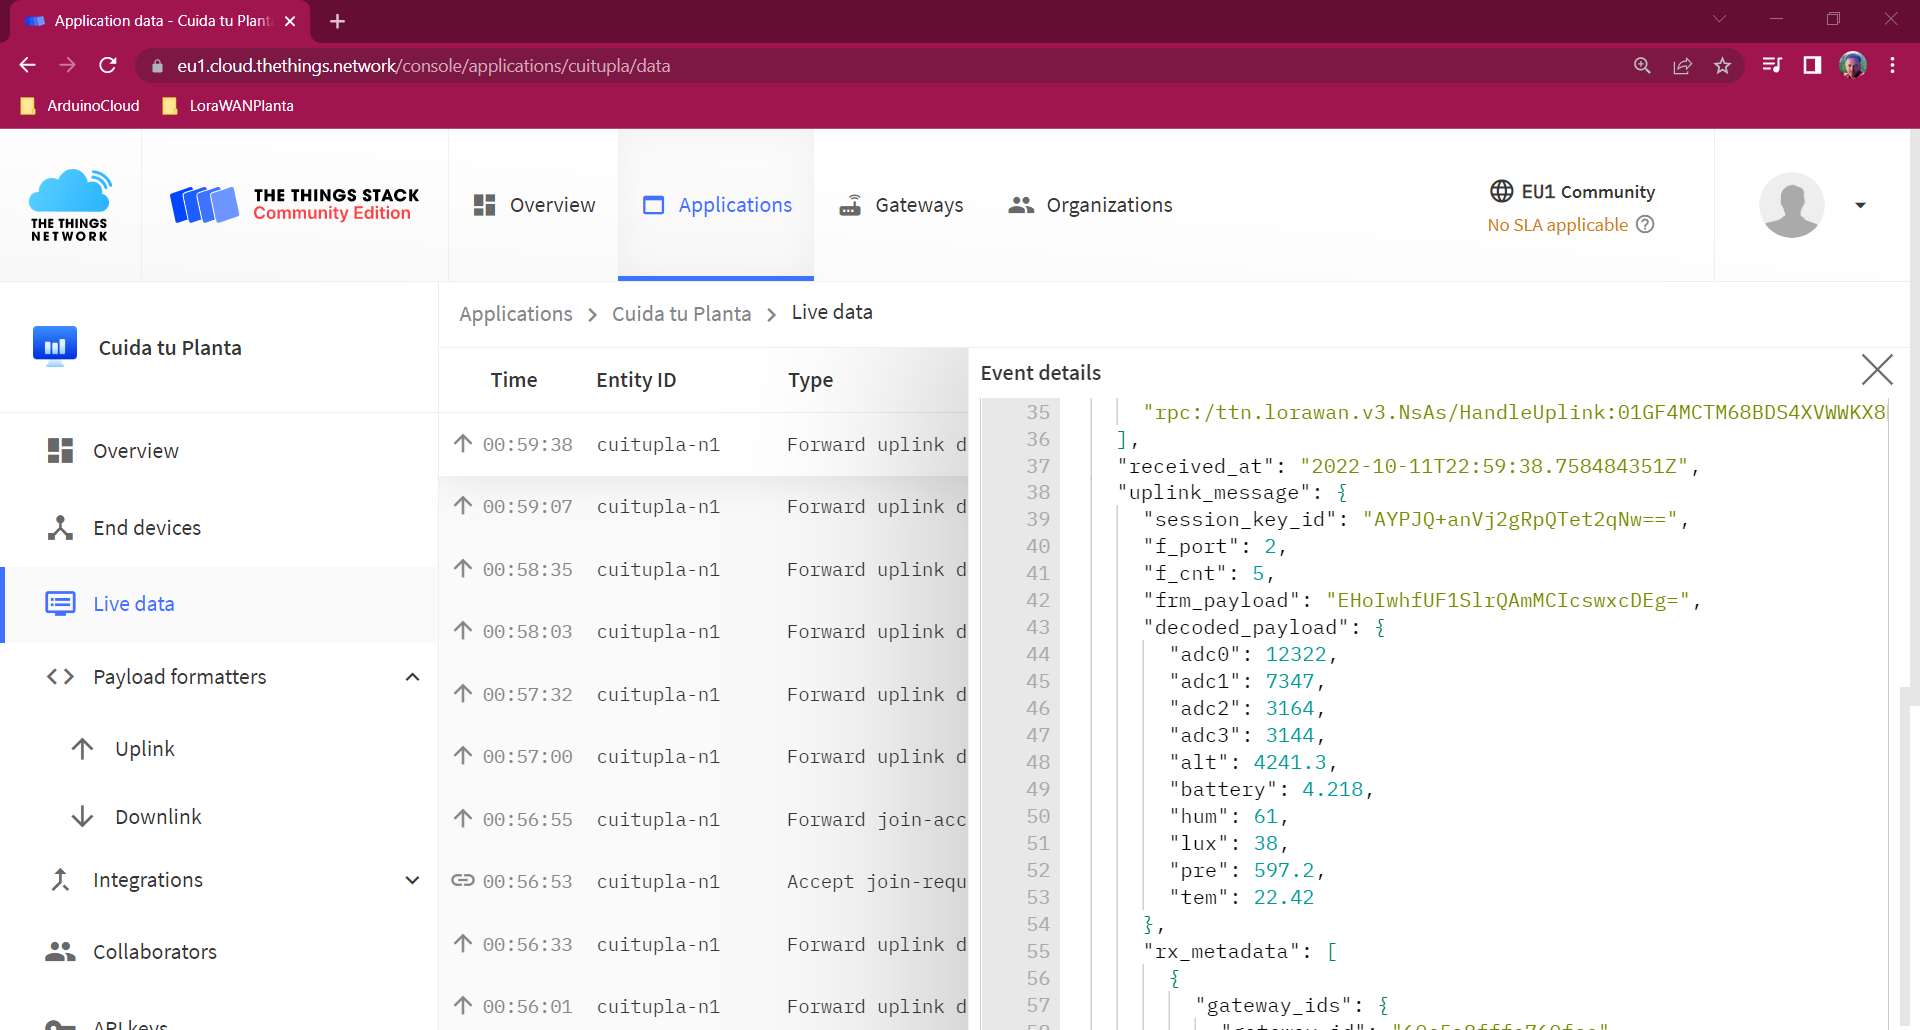 Application data - Cuida tu Plant
eu1.cloud.thethings.network/console/applications/cuitupla/data
ArduinoCloud
LoraWANPlanta
THE THINGS
NETWORK
THE THINGS STACK
Community Edition
Overview
Applications
Gateways
Organizations
EU1 Community
No SLA applicable
Applications > Cuida tu Planta > Live data
Cuida tu Planta
Overview
End devices
Live data
Payload formatters
Uplink
Downlink
Integrations
Collaborators
API keys
Time Entity ID Type
00:59:38 cuitupla-n1 Forward uplink d
00:59:07 cuitupla-n1 Forward uplink d
00:58:35 cuitupla-n1 Forward uplink d
00:58:03 cuitupla-n1 Forward uplink d
00:57:32 cuitupla-n1 Forward uplink d
00:57:00 cuitupla-n1 Forward uplink d
00:56:55 cuitupla-n1 Forward join-acc
00:56:53 cuitupla-n1 Accept join-requ
00:56:33 cuitupla-n1 Forward uplink d
00:56:01 cuitupla-n1 Forward uplink d
Event details
35 "rpc:/ttn.lorawan.v3.NsAs/HandleUplink:01GF4MCTM68BDS4XVWWKX8
36 ],
37 "received_at": "2022-10-11T22:59:38.758484351Z",
38 "uplink_message": {
39 "session_key_id": "AYPJQ+anVj2gRpQTet2qNw==",
40 "f_port": 2,
41 "f_cnt": 5,
42 "frm_payload": "EHoIwhfUF1SlrQAmMCIcswxcDEg=",
43 "decoded_payload": {
44 "adc0": 12322,
45 "adc1": 7347,
46 "adc2": 3164,
47 "adc3": 3144,
48 "alt": 4241.3,
49 "battery": 4.218,
50 "hum": 61,
51 "lux": 38,
52 "pre": 597.2,
53 "tem": 22.42
54 },
55 "rx_metadata": [
56 {
57 "gateway_ids": {